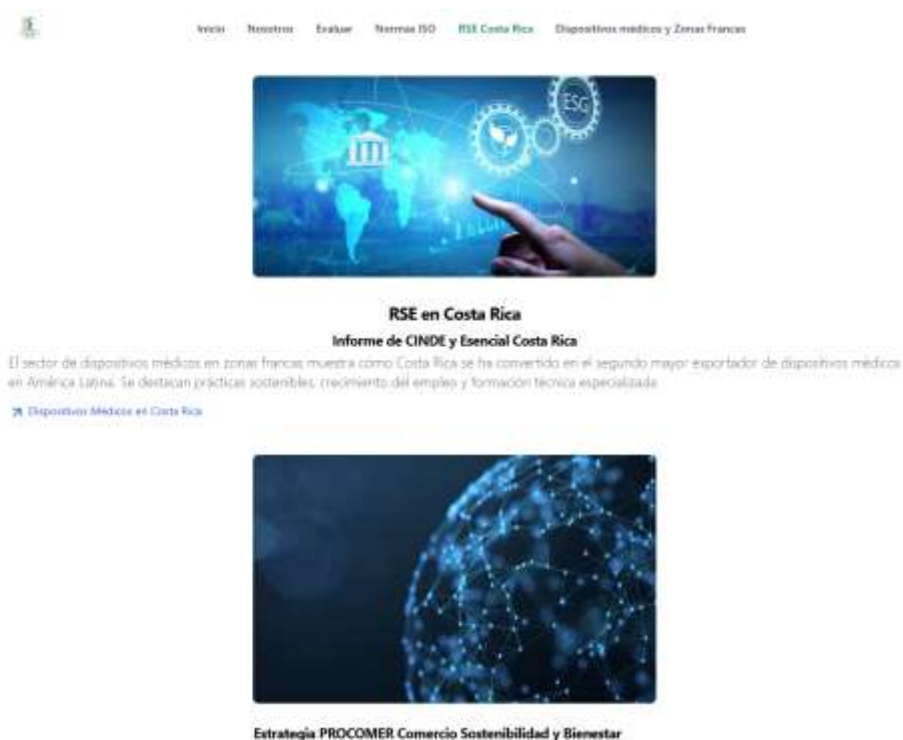 Inicio Nosotros Evaluar Normas ISO RSE Costa Rica Dispositivos médicos y Zonas Francas
ESG
RSE en Costa Rica
Informe de CINDE y Esencial Costa Rica
El sector de dispositivos médicos en zonas francas muestra cómo Costa Rica se ha convertido en el segundo mayor exportador de dispositivos médicos
en América Latina. Se destacan prácticas sostenibles, crecimiento del empleo y formación técnica especializada
Dispositivos Médicos en Costa Rica
Estrategia PROCOMER Comercio Sostenibilidad y Bienestar